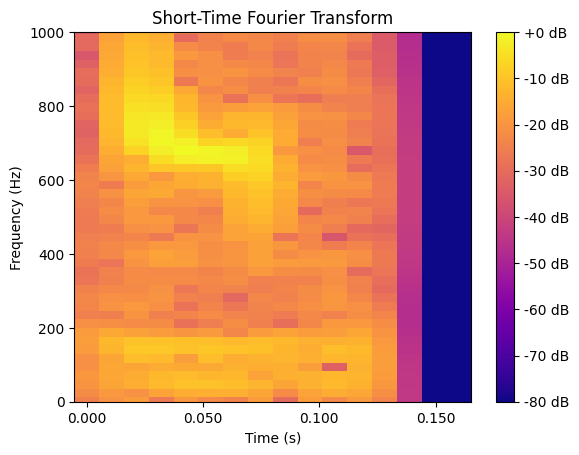 Short-Time Fourier Transform
1000
800
600
400
200
0
Frequency (Hz)
0.000
0.050
0.100
0.150
Time (s)
+0 dB
-10 dB
-20 dB
-30 dB
-40 dB
-50 dB
-60 dB
-70 dB
-80 dB